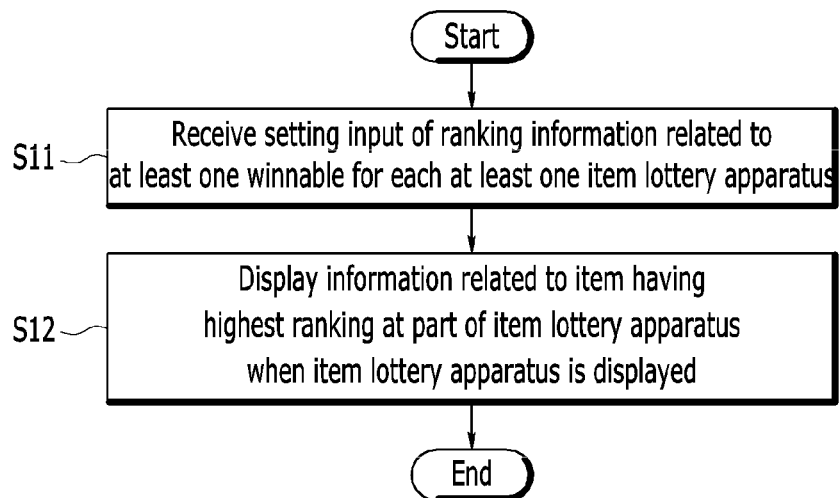 Start
S11
Receive setting input of ranking information related to
at least one winnable for each at least one item lottery apparatus
S12
Display information related to item having
highest ranking at part of item lottery apparatus
when item lottery apparatus is displayed
End